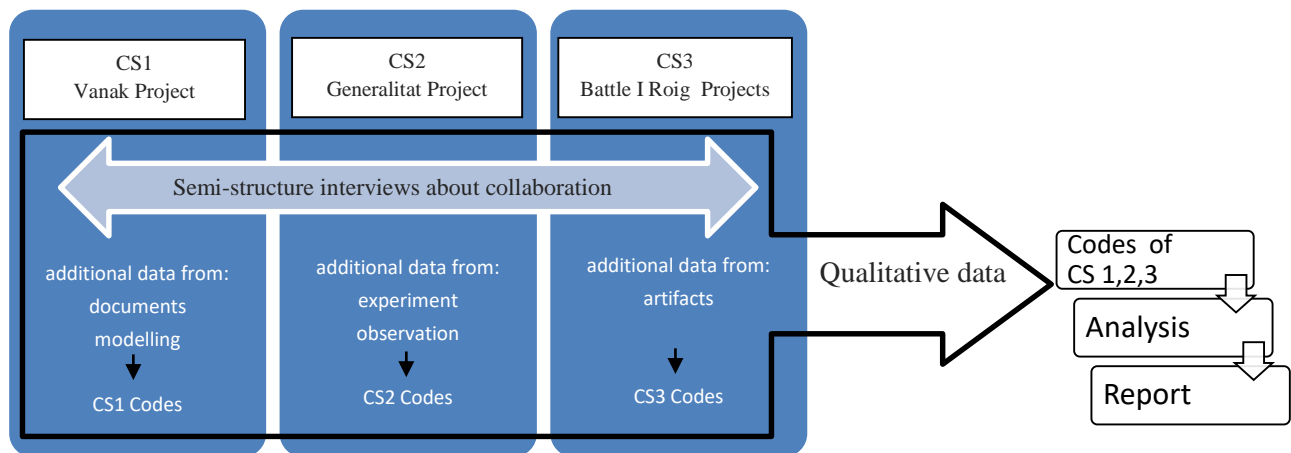 CS1
Vanak Project
CS2
Generalitat Project
CS3
Battle I Roig Projects
Semi-structure interviews about collaboration
additional data from:
documents
modelling
CS1 Codes
additional data from:
experiment
observation
CS2 Codes
additional data from:
artifacts
CS3 Codes
Qualitative data
Codes of
CS 1,2,3
Analysis
Report